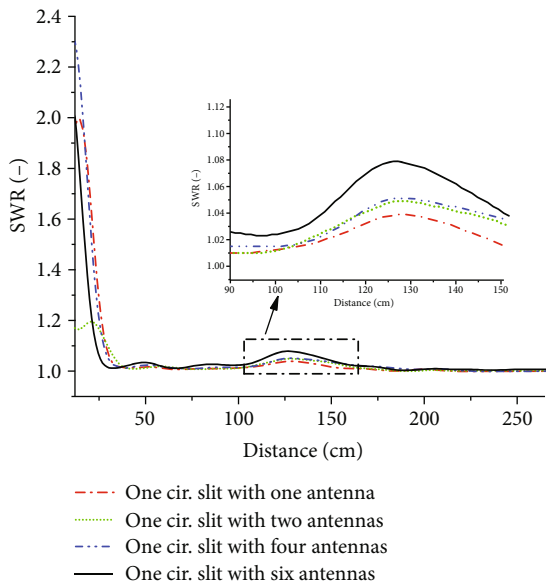 2.4
2.2
2.0
1.8
1.6
1.4
1.2
1.0
SWR (–)
1.12
1.10
1.08
1.06
1.04
1.02
1.00
SWR (–)
90 100 110 120 130 140 150
Distance (cm)
50 100 150 200 250
Distance (cm)
One cir. slit with one antenna
One cir. slit with two antennas
One cir. slit with four antennas
One cir. slit with six antennas